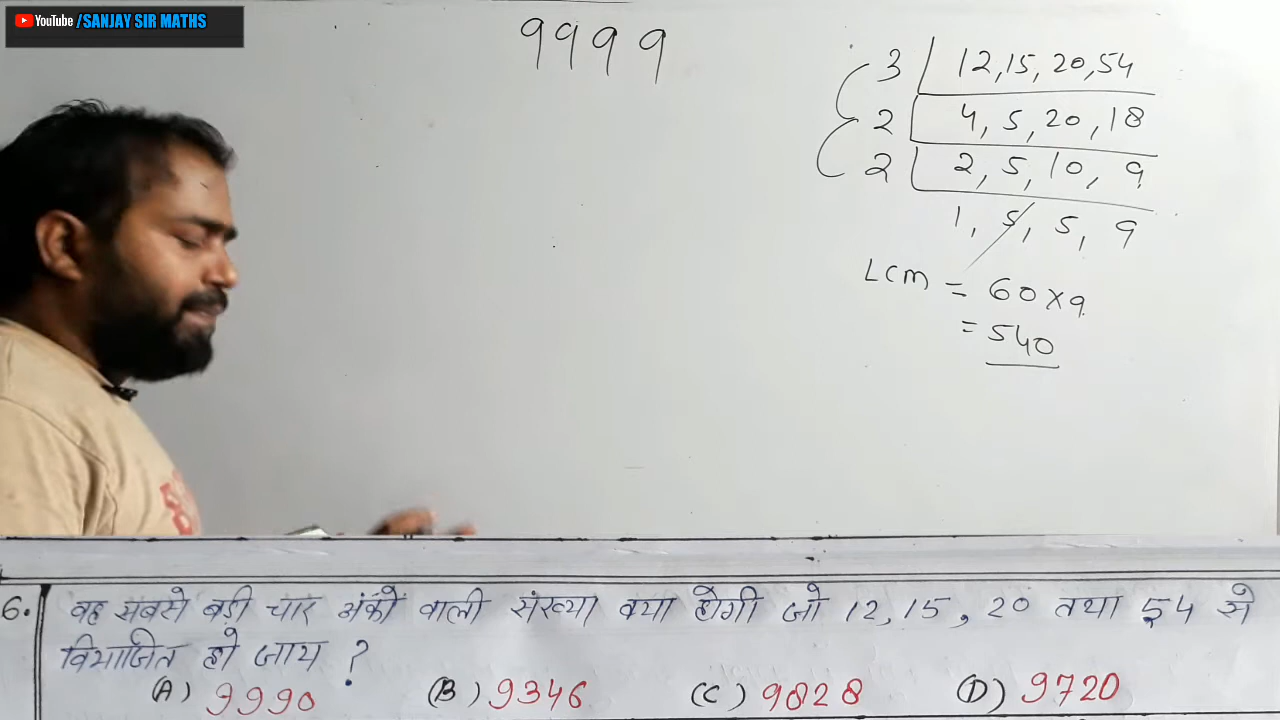 YouTube /SANJAY SIR MATHS
9999
3 12,15,20,54
2 4,5,20,18
2 2,5,10,9
1,5,5,9
LCM = 60×9
= 540
6. वह सबसे बड़ी चार अंकों वाली संख्या क्या होगी जो 12,15,20 तथा 54 से
विभाजित हो जाय ?
(A) 9990 (B) 9346 (C) 9828 (D) 9720